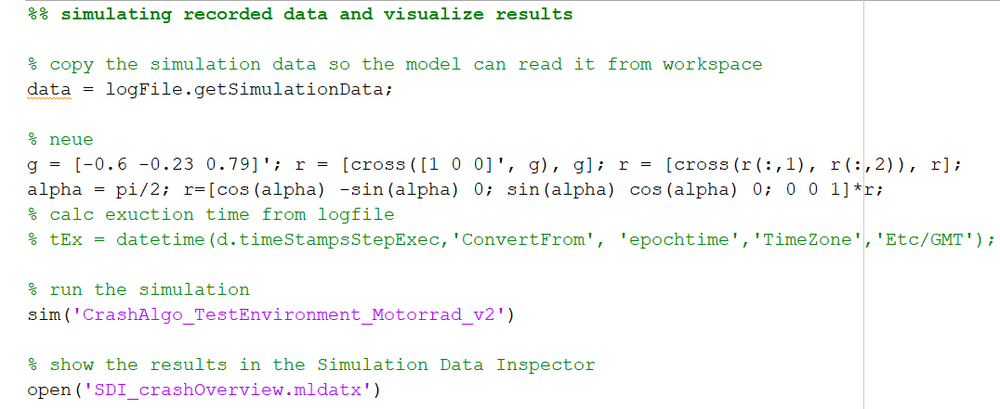 %% simulating recorded data and visualize results
% copy the simulation data so the model can read it from workspace
data = logFile.getSimulationData;
% neue
g = [-0.6 -0.23 0.79]'; r = [cross([1 0 0]', g), g]; r = [cross(r(:,1), r(:,2)), r];
alpha = pi/2; r=[cos(alpha) -sin(alpha) 0; sin(alpha) cos(alpha) 0; 0 0 1]*r;
% calc exuction time from logfile
% tEx = datetime(d.timeStampsStepExec,'ConvertFrom', 'epochtime','TimeZone','Etc/GMT');
% run the simulation
sim('CrashAlgo_TestEnvironment_Motorrad_v2')
% show the results in the Simulation Data Inspector
open('SDI_crashOverview.mldatx')